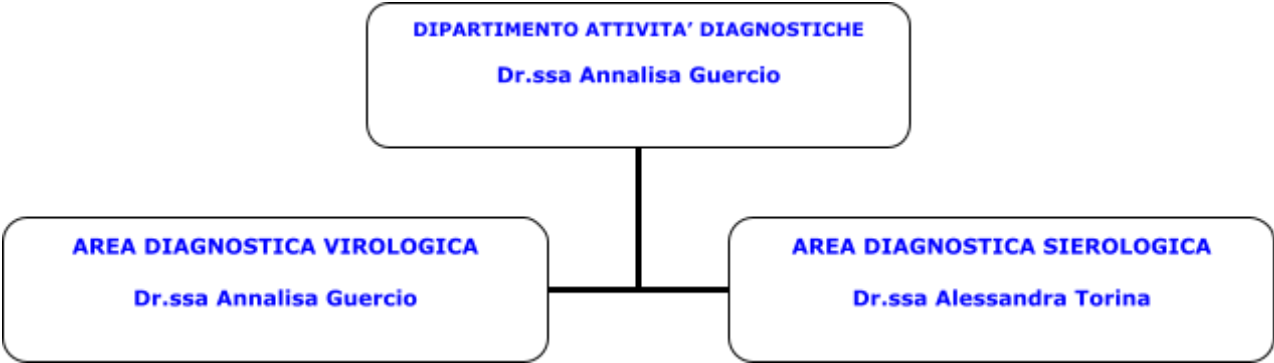 DIPARTIMENTO ATTIVITA’ DIAGNOSTICHE
Dr.ssa Annalisa Guercio
AREA DIAGNOSTICA VIROLOGICA
Dr.ssa Annalisa Guercio
AREA DIAGNOSTICA SIEROLOGICA
Dr.ssa Alessandra Torina